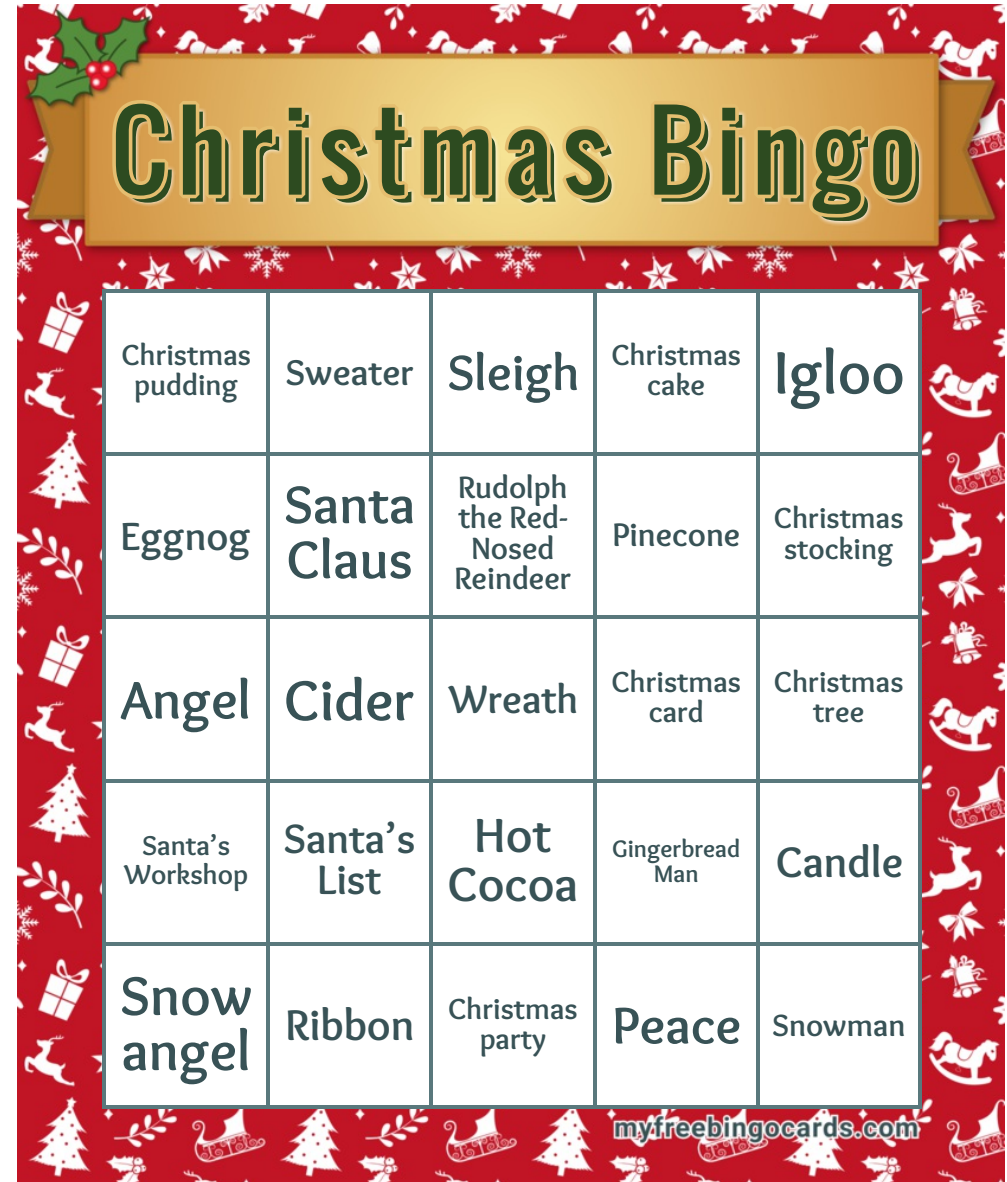 Christmas Bingo
Christmas
pudding
Sweater
Sleigh
Christmas
cake
Igloo
Eggnog
Santa
Claus
Rudolph
the Red-
Nosed
Reindeer
Pinecone
Christmas
stocking
Angel
Cider
Wreath
Christmas
card
Christmas
tree
Santa’s
Workshop
Santa’s
List
Hot
Cocoa
Gingerbread
Man
Candle
Snow
angel
Ribbon
Christmas
party
Peace
Snowman
myfreebingocards.com